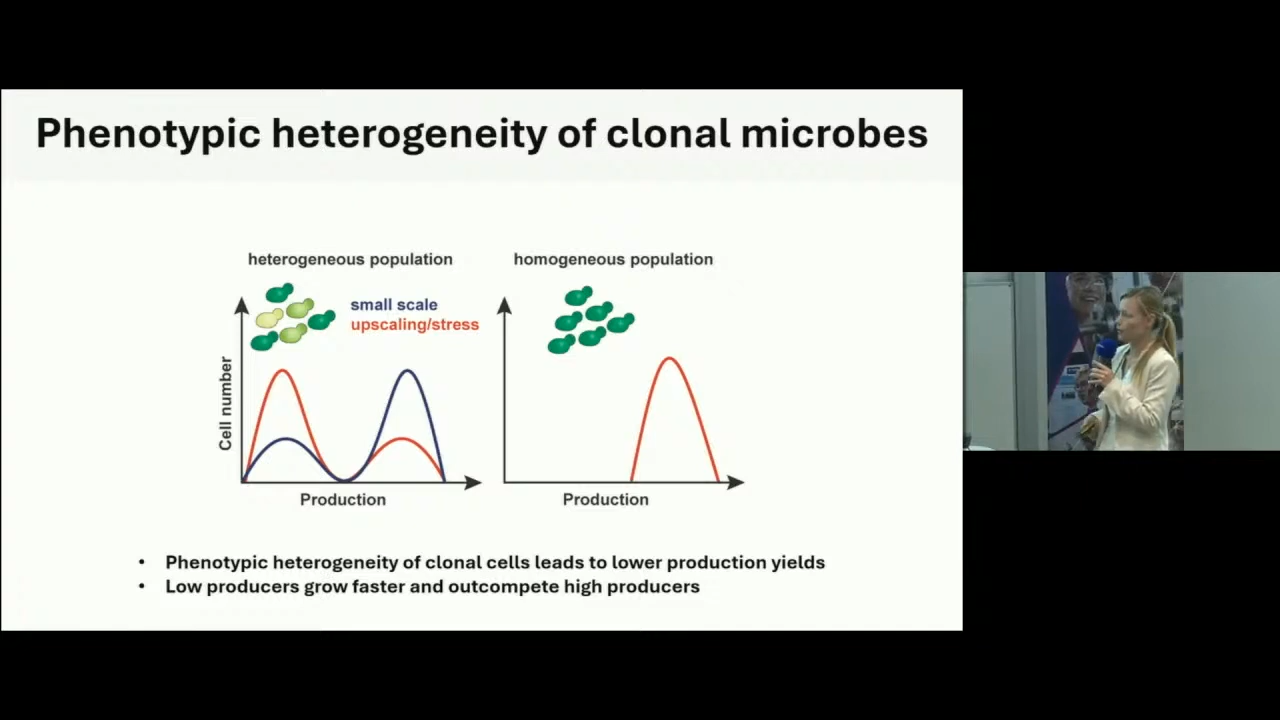 Phenotypic heterogeneity of clonal microbes
heterogeneous population
homogeneous population
small scale
upscaling/stress
Cell number
Production
Production
• Phenotypic heterogeneity of clonal cells leads to lower production yields
• Low producers grow faster and outcompete high producers